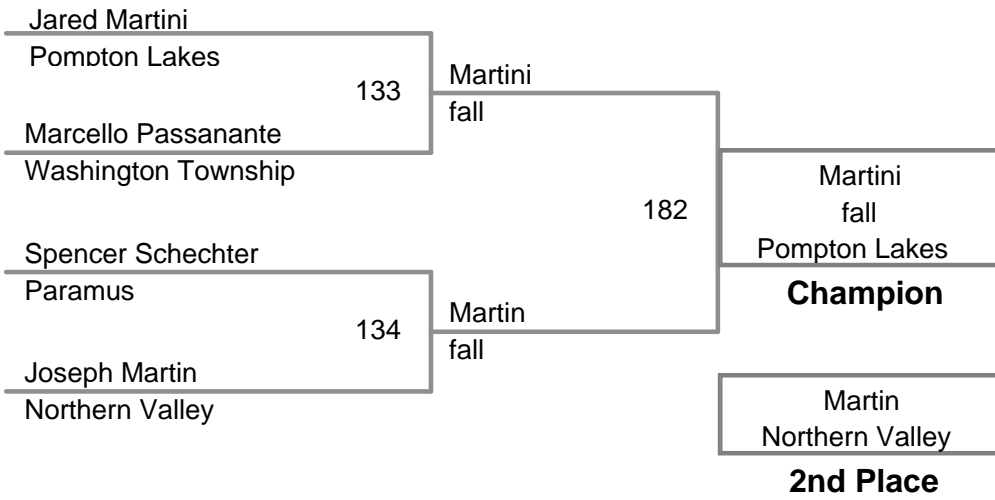 Jared Martini
Pompton Lakes
133
Martini
fall
Marcello Passanante
Washington Township
182
Martini
fall
Pompton Lakes
Champion
Spencer Schechter
Paramus
134
Martin
fall
Joseph Martin
Northern Valley
Martin
Northern Valley
2nd Place